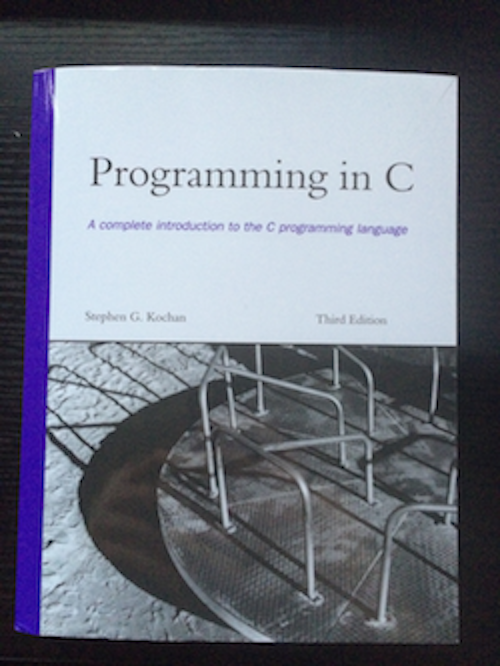 Programming in C
A complete introduction to the C programming language
Stephen G. Kochan Third Edition